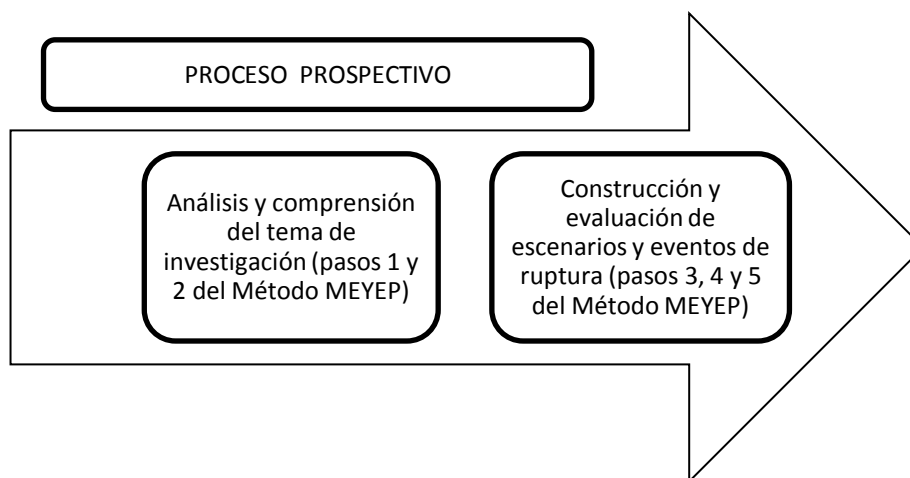 PROCESO PROSPECTIVO
Análisis y comprensión
del tema de
investigación (pasos 1 y
2 del Método MEYEP)
Construcción y
evaluación de
escenarios y eventos de
ruptura (pasos 3, 4 y 5
del Método MEYEP)